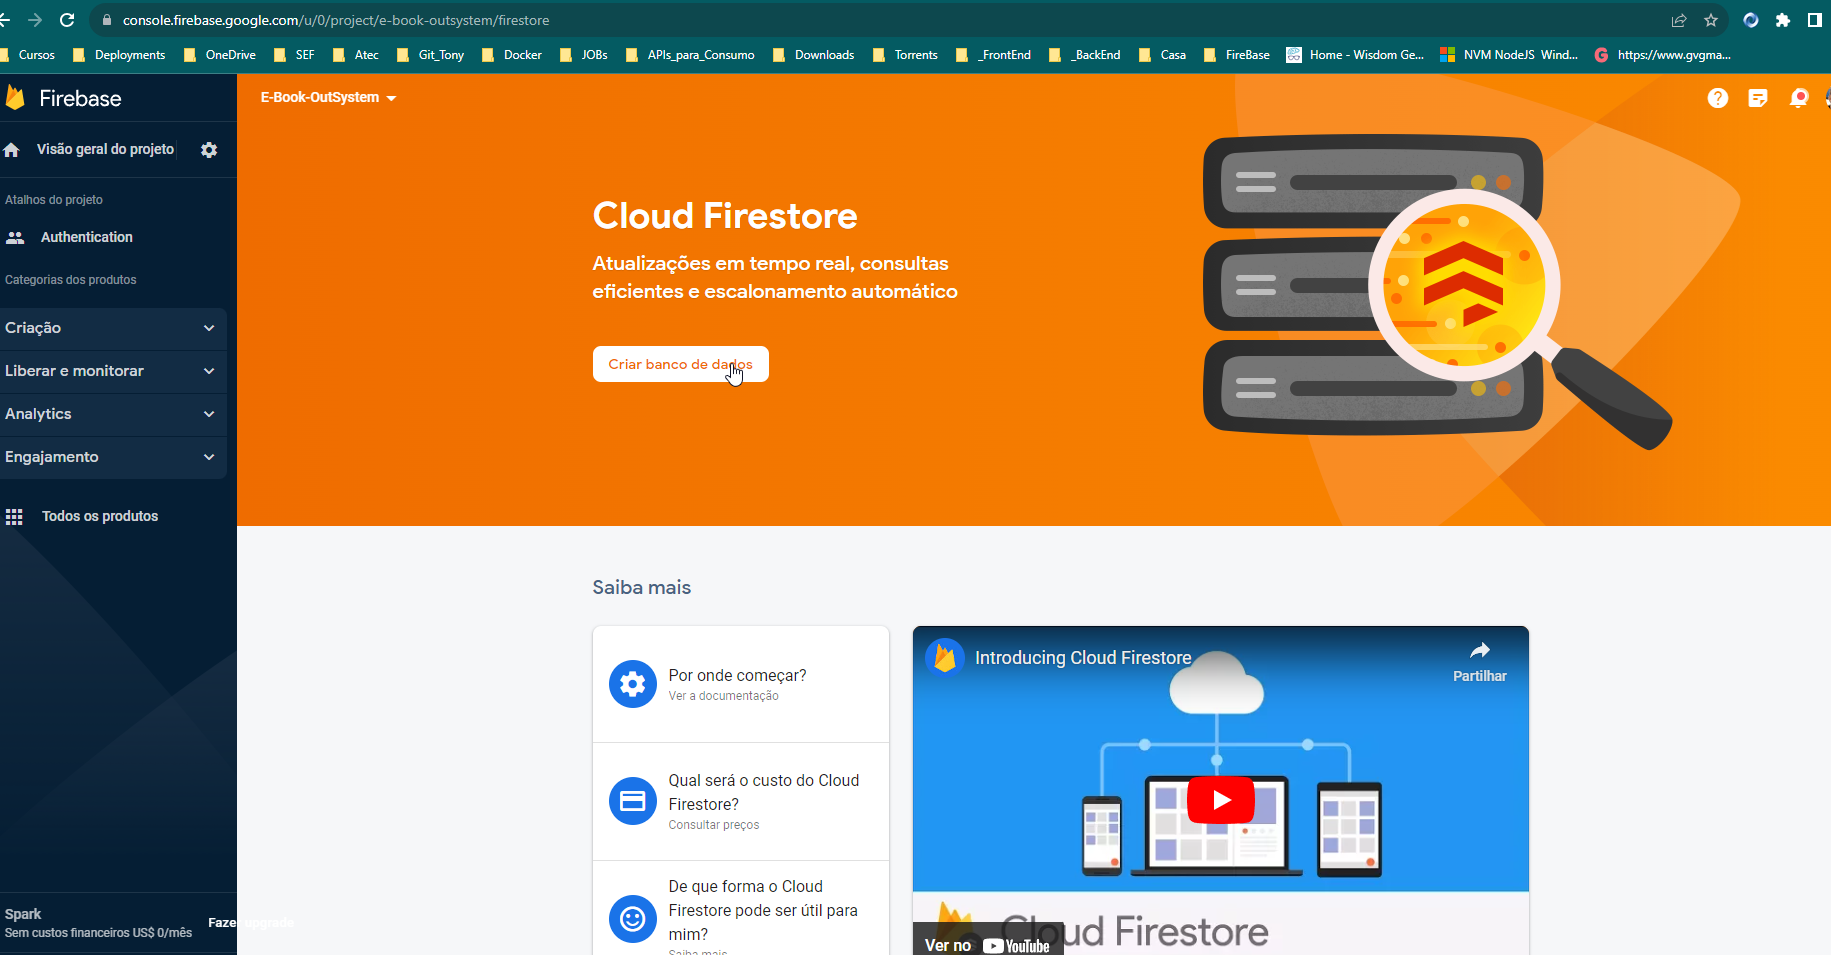 console.firebase.google.com/u/0/project/e-book-outsystem/firestore
Cursos Deployments OneDrive SEF Atec Git_Tony Docker JOBs APIs_para_Consumo Downloads Torrents _FrontEnd _BackEnd Casa FireBase Home - Wisdom Ge... NVM NodeJS Wind... https://www.gvgma...
Firebase
E-Book-OutSystem
Visão geral do projeto
Atalhos do projeto
Authentication
Categorias dos produtos
Criação
Liberar e monitorar
Analytics
Engajamento
Todos os produtos
Spark
Sem custos financeiros US$ 0/mês
Fazer upgrade
Cloud Firestore
Atualizações em tempo real, consultas
eficientes e escalonamento automático
Criar banco de dados
Saiba mais
Por onde começar?
Ver a documentação
Qual será o custo do Cloud
Firestore?
Consultar preços
De que forma o Cloud
Firestore pode ser útil para
mim?
Saiba mais
Introducing Cloud Firestore
Partilhar
Cloud Firestore
Ver no YouTube